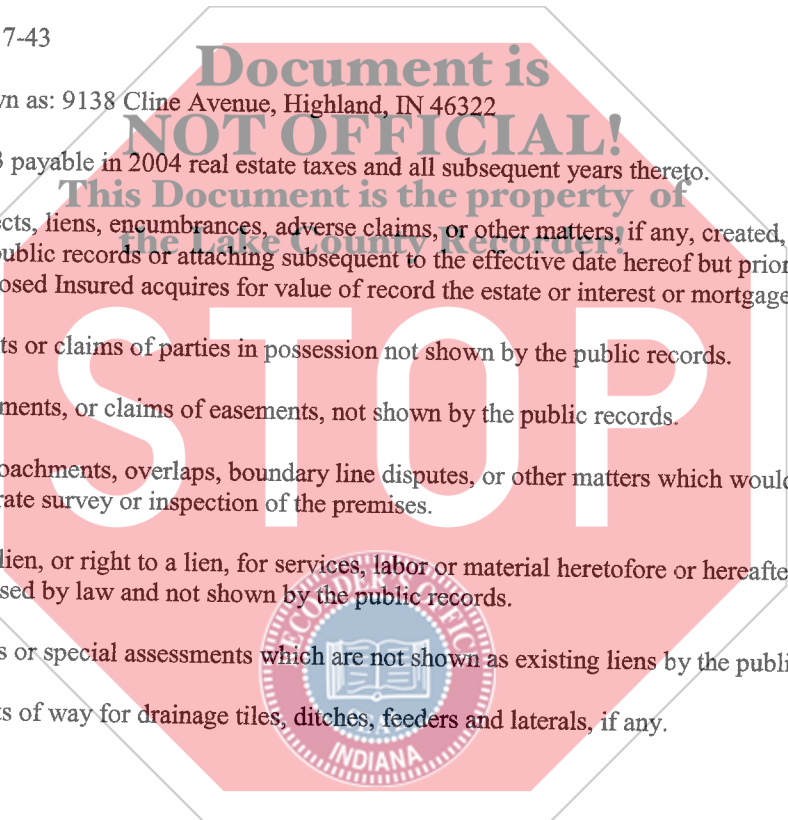 7-43
Document is
vn as: 9138 Cline Avenue, Highland, IN 46322
NOT OFFICIAL!
3 payable in 2004 real estate taxes and all subsequent years thereto.
This Document is the property of
cts, liens, encumbrances, adverse claims, or other matters, if any, created,
the Lake County Recorder!
ublic records or attaching subsequent to the effective date hereof but prior
osed Insured acquires for value of record the estate or interest or mortgage
ts or claims of parties in possession not shown by the public records.
STOP
ments, or claims of easements, not shown by the public records.
oachments, overlaps, boundary line disputes, or other matters which would
rate survey or inspection of the premises.
lien, or right to a lien, for services, labor or material heretofore or hereafte
sed by law and not shown by the public records.
RECORDER'S OFFICE
s or special assessments which are not shown as existing liens by the publi
ts of way for drainage tiles, ditches, feeders and laterals, if any.
INDIANA